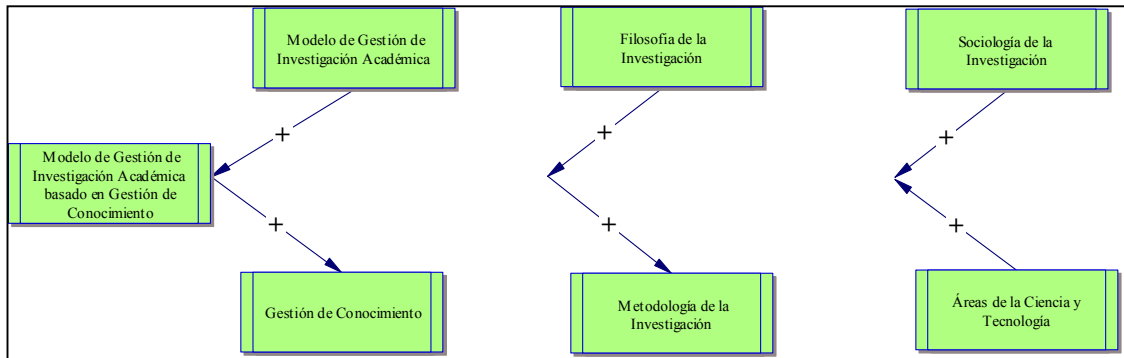 Modelo de Gestión de
Investigación Académica
Filosofía de la
Investigación
Sociología de la
Investigación
+
+
+
Modelo de Gestión de
Investigación Académica
basado en Gestión de
Conocimiento
+
+
+
Gestión de Conocimiento
Metodología de la
Investigación
Áreas de la Ciencia y
Tecnología